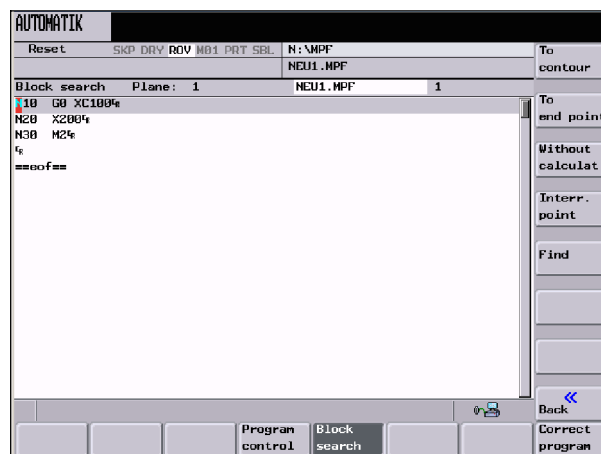 AUTOMATIK
Reset SKP DRY ROV M01 PRT SBL N:\MPF
NEU1.MPF
Block search Plane: 1 NEU1.MPF 1
N10 G0 XC100
N20 X200
N30 M2
==eof==
To
contour
To
end poin
Without
calculat
Interr.
point
Find
Back
Program
control
Block
search
Correct
program